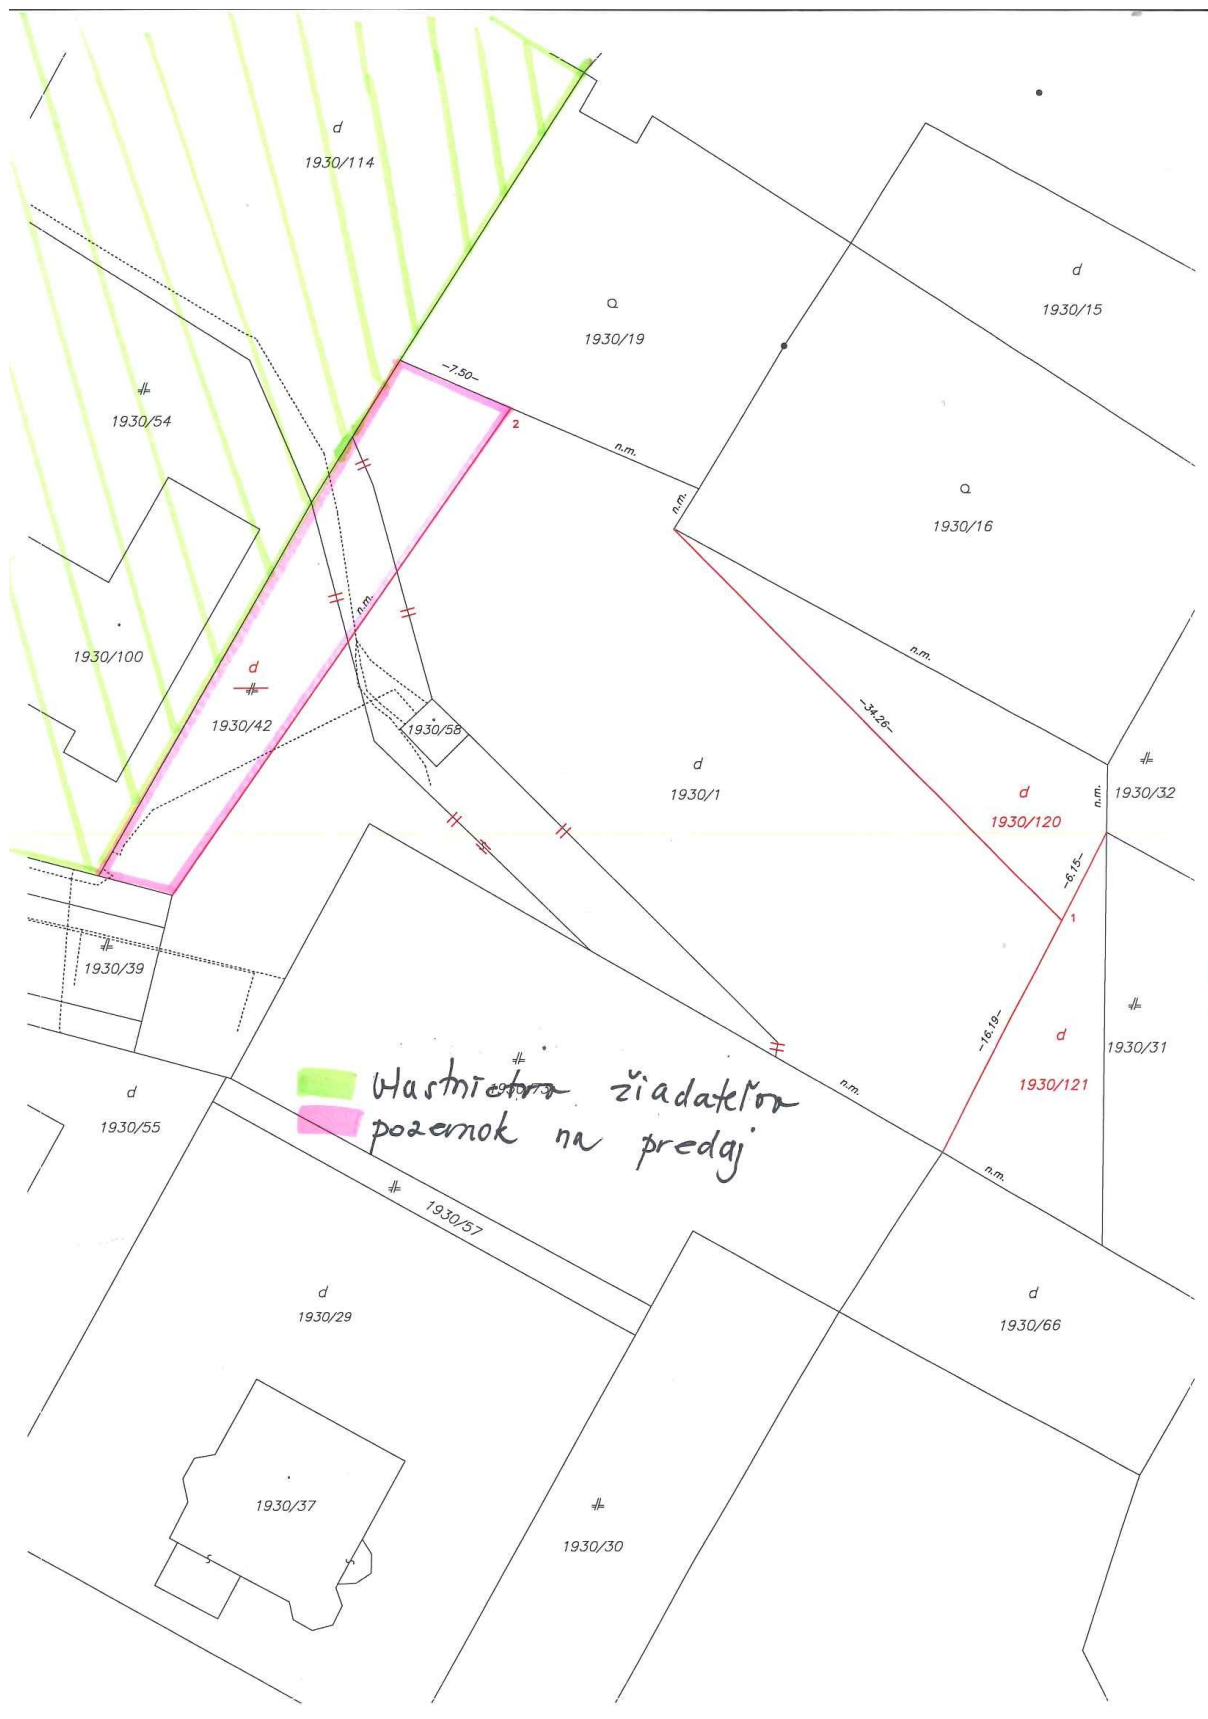 d
1930/114
d
1930/15
1930/19
-7.50-
1930/54
2
n.m.
n.m.
1930/16
n.m.
1930/100
d
1930/42
n.m.
1930/58
-34.26-
d
1930/1
d
1930/120
n.m.
1930/32
-6.15-
1
1930/39
-16.19-
d
1930/121
1930/31
n.m.
vlastníctvo žiadateľov
pozemok na predaj
d
1930/55
n.m.
1930/57
d
1930/29
d
1930/66
1930/37
1930/30